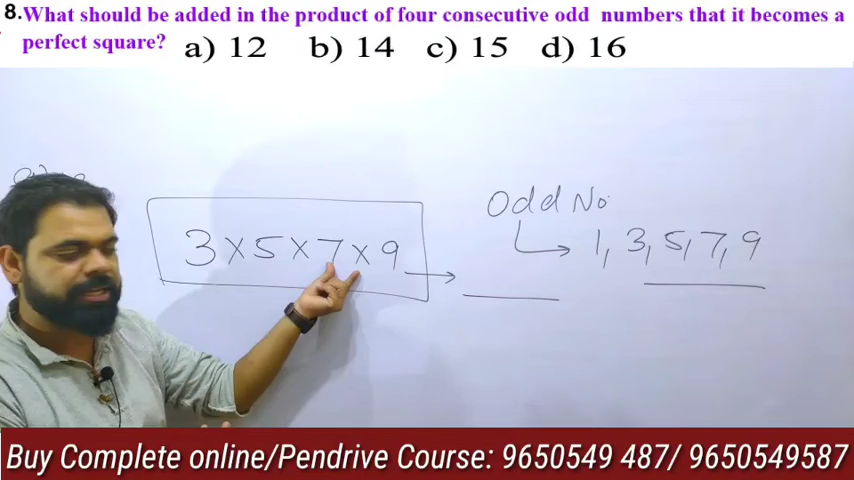 8.What should be added in the product of four consecutive odd numbers that it becomes a
perfect square? a) 12 b) 14 c) 15 d) 16
Odd No
3×5×7×9
1, 3, 5, 7, 9
Buy Complete online/Pendrive Course: 9650549 487/ 9650549587